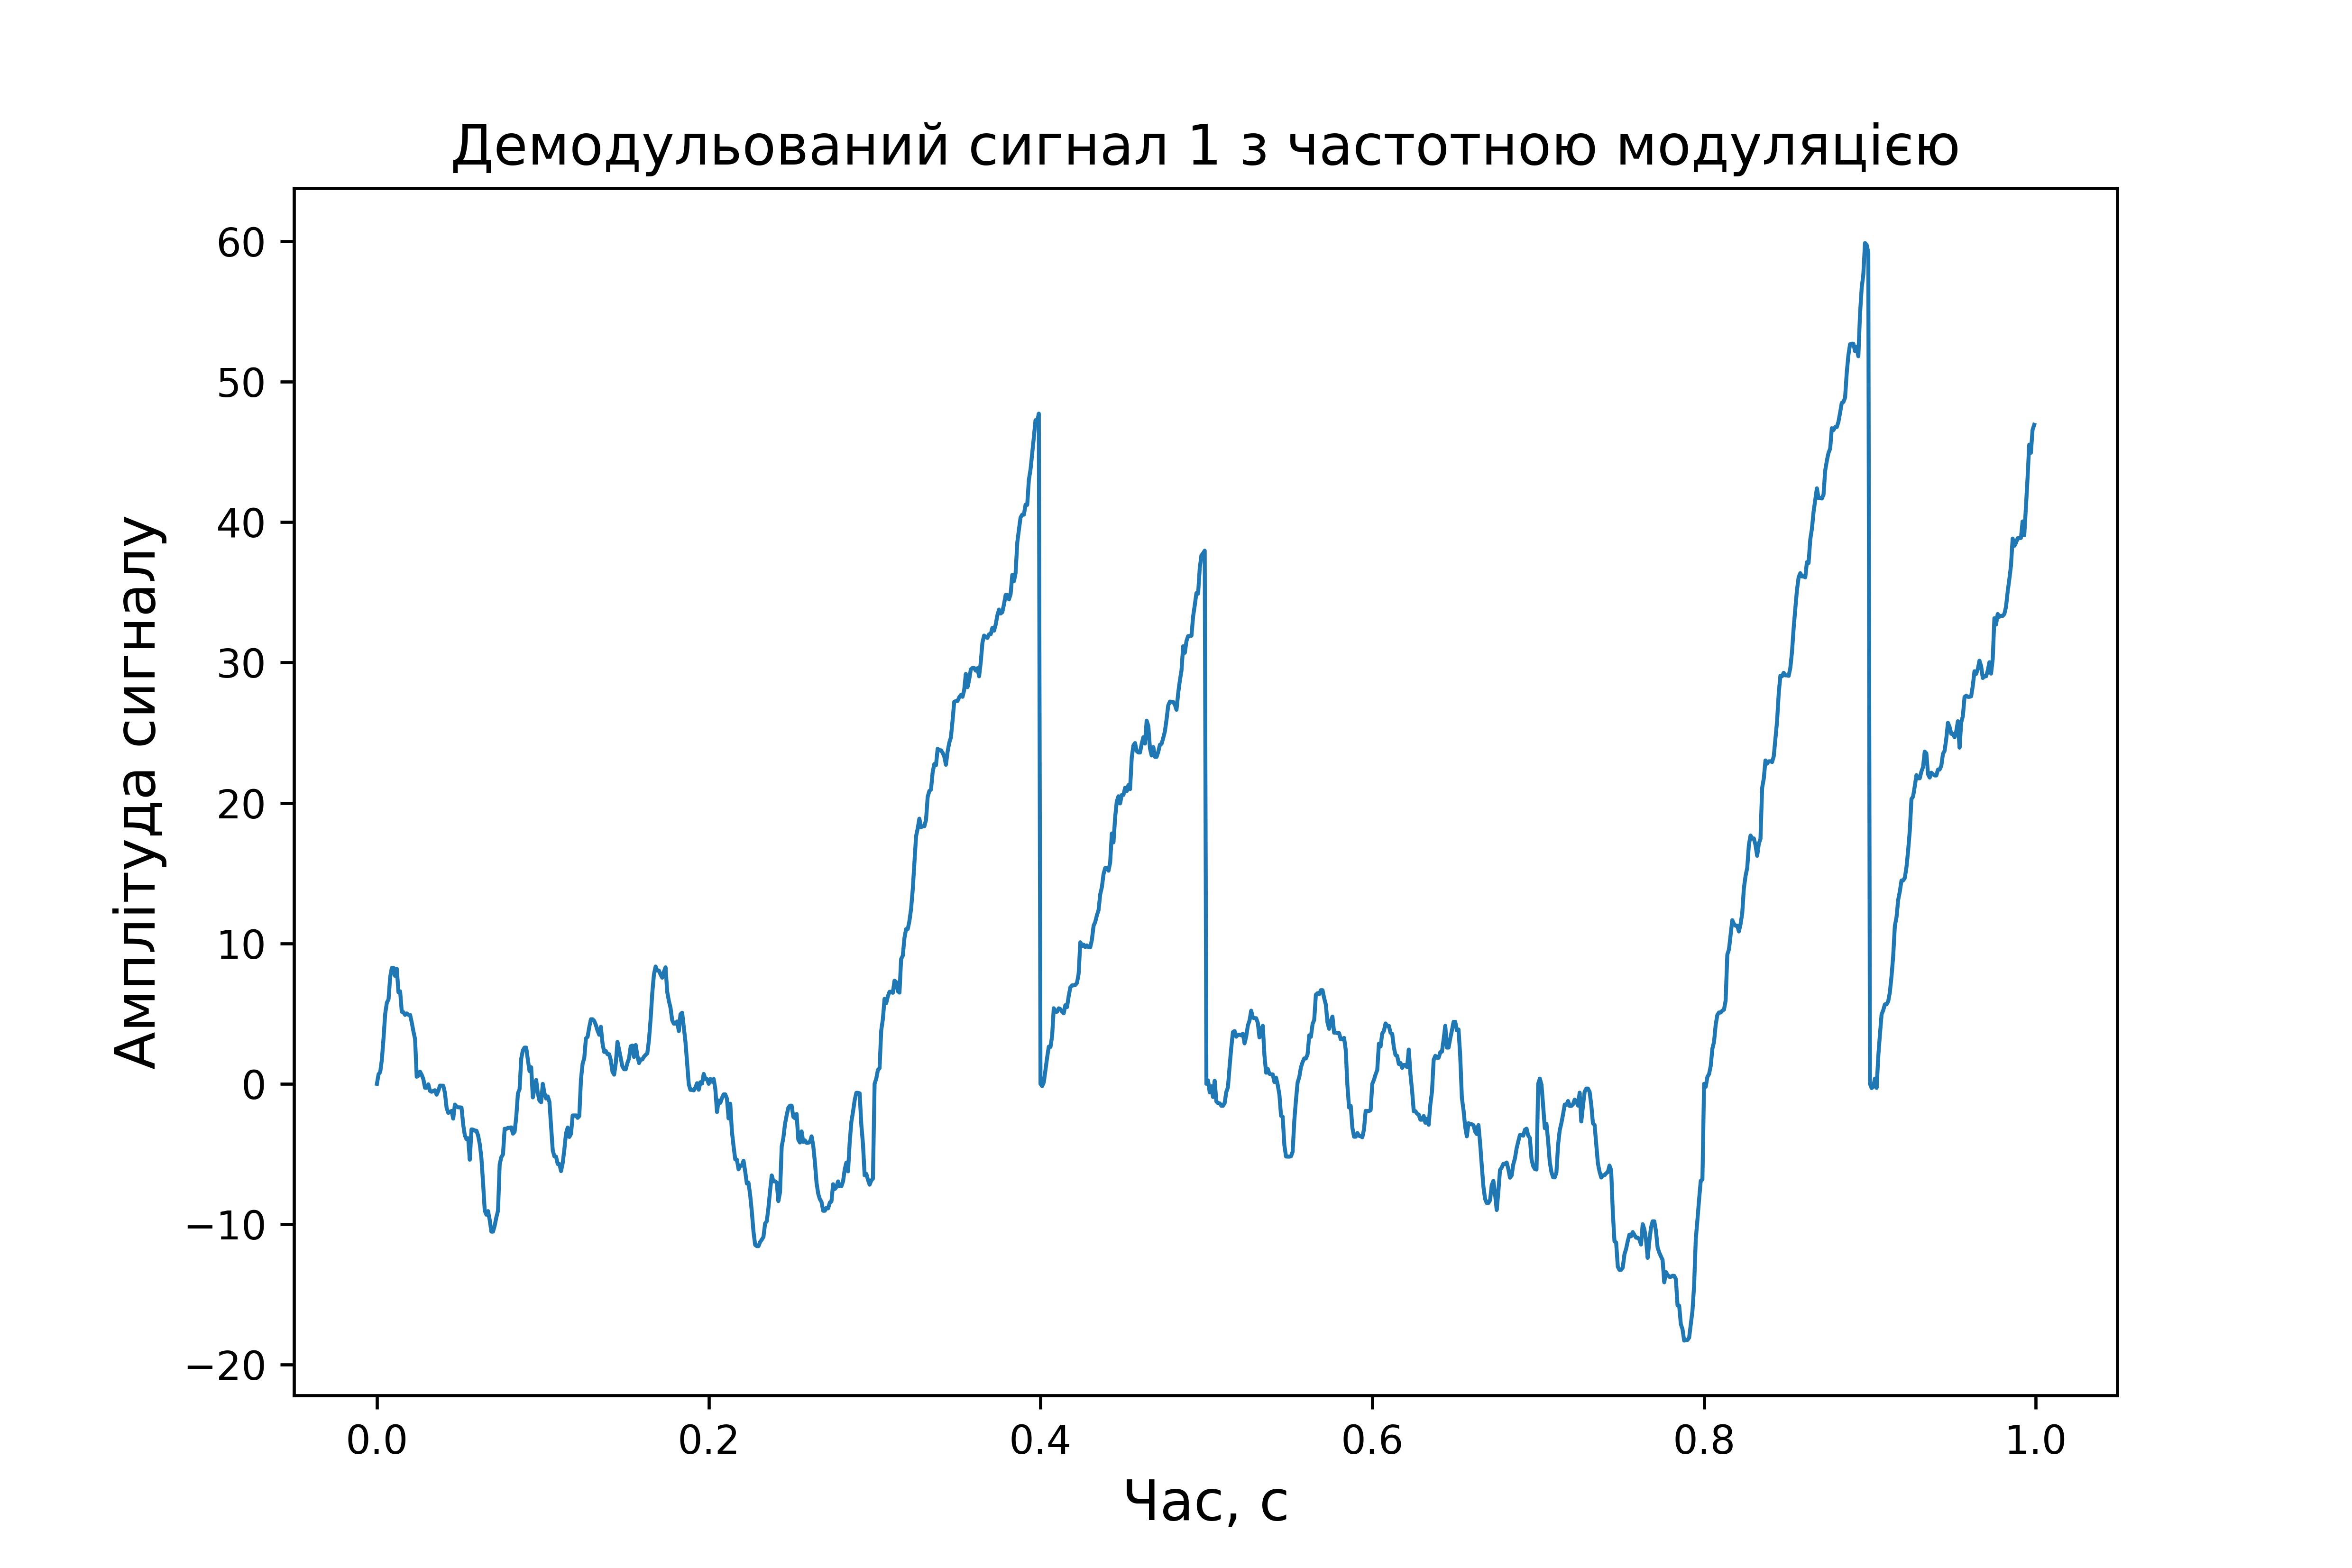 Демодульований сигнал 1 з частотною модуляцією
60
50
40
30
20
10
0
−10
−20
Амплітуда сигналу
0.0 0.2 0.4 0.6 0.8 1.0
Час, с